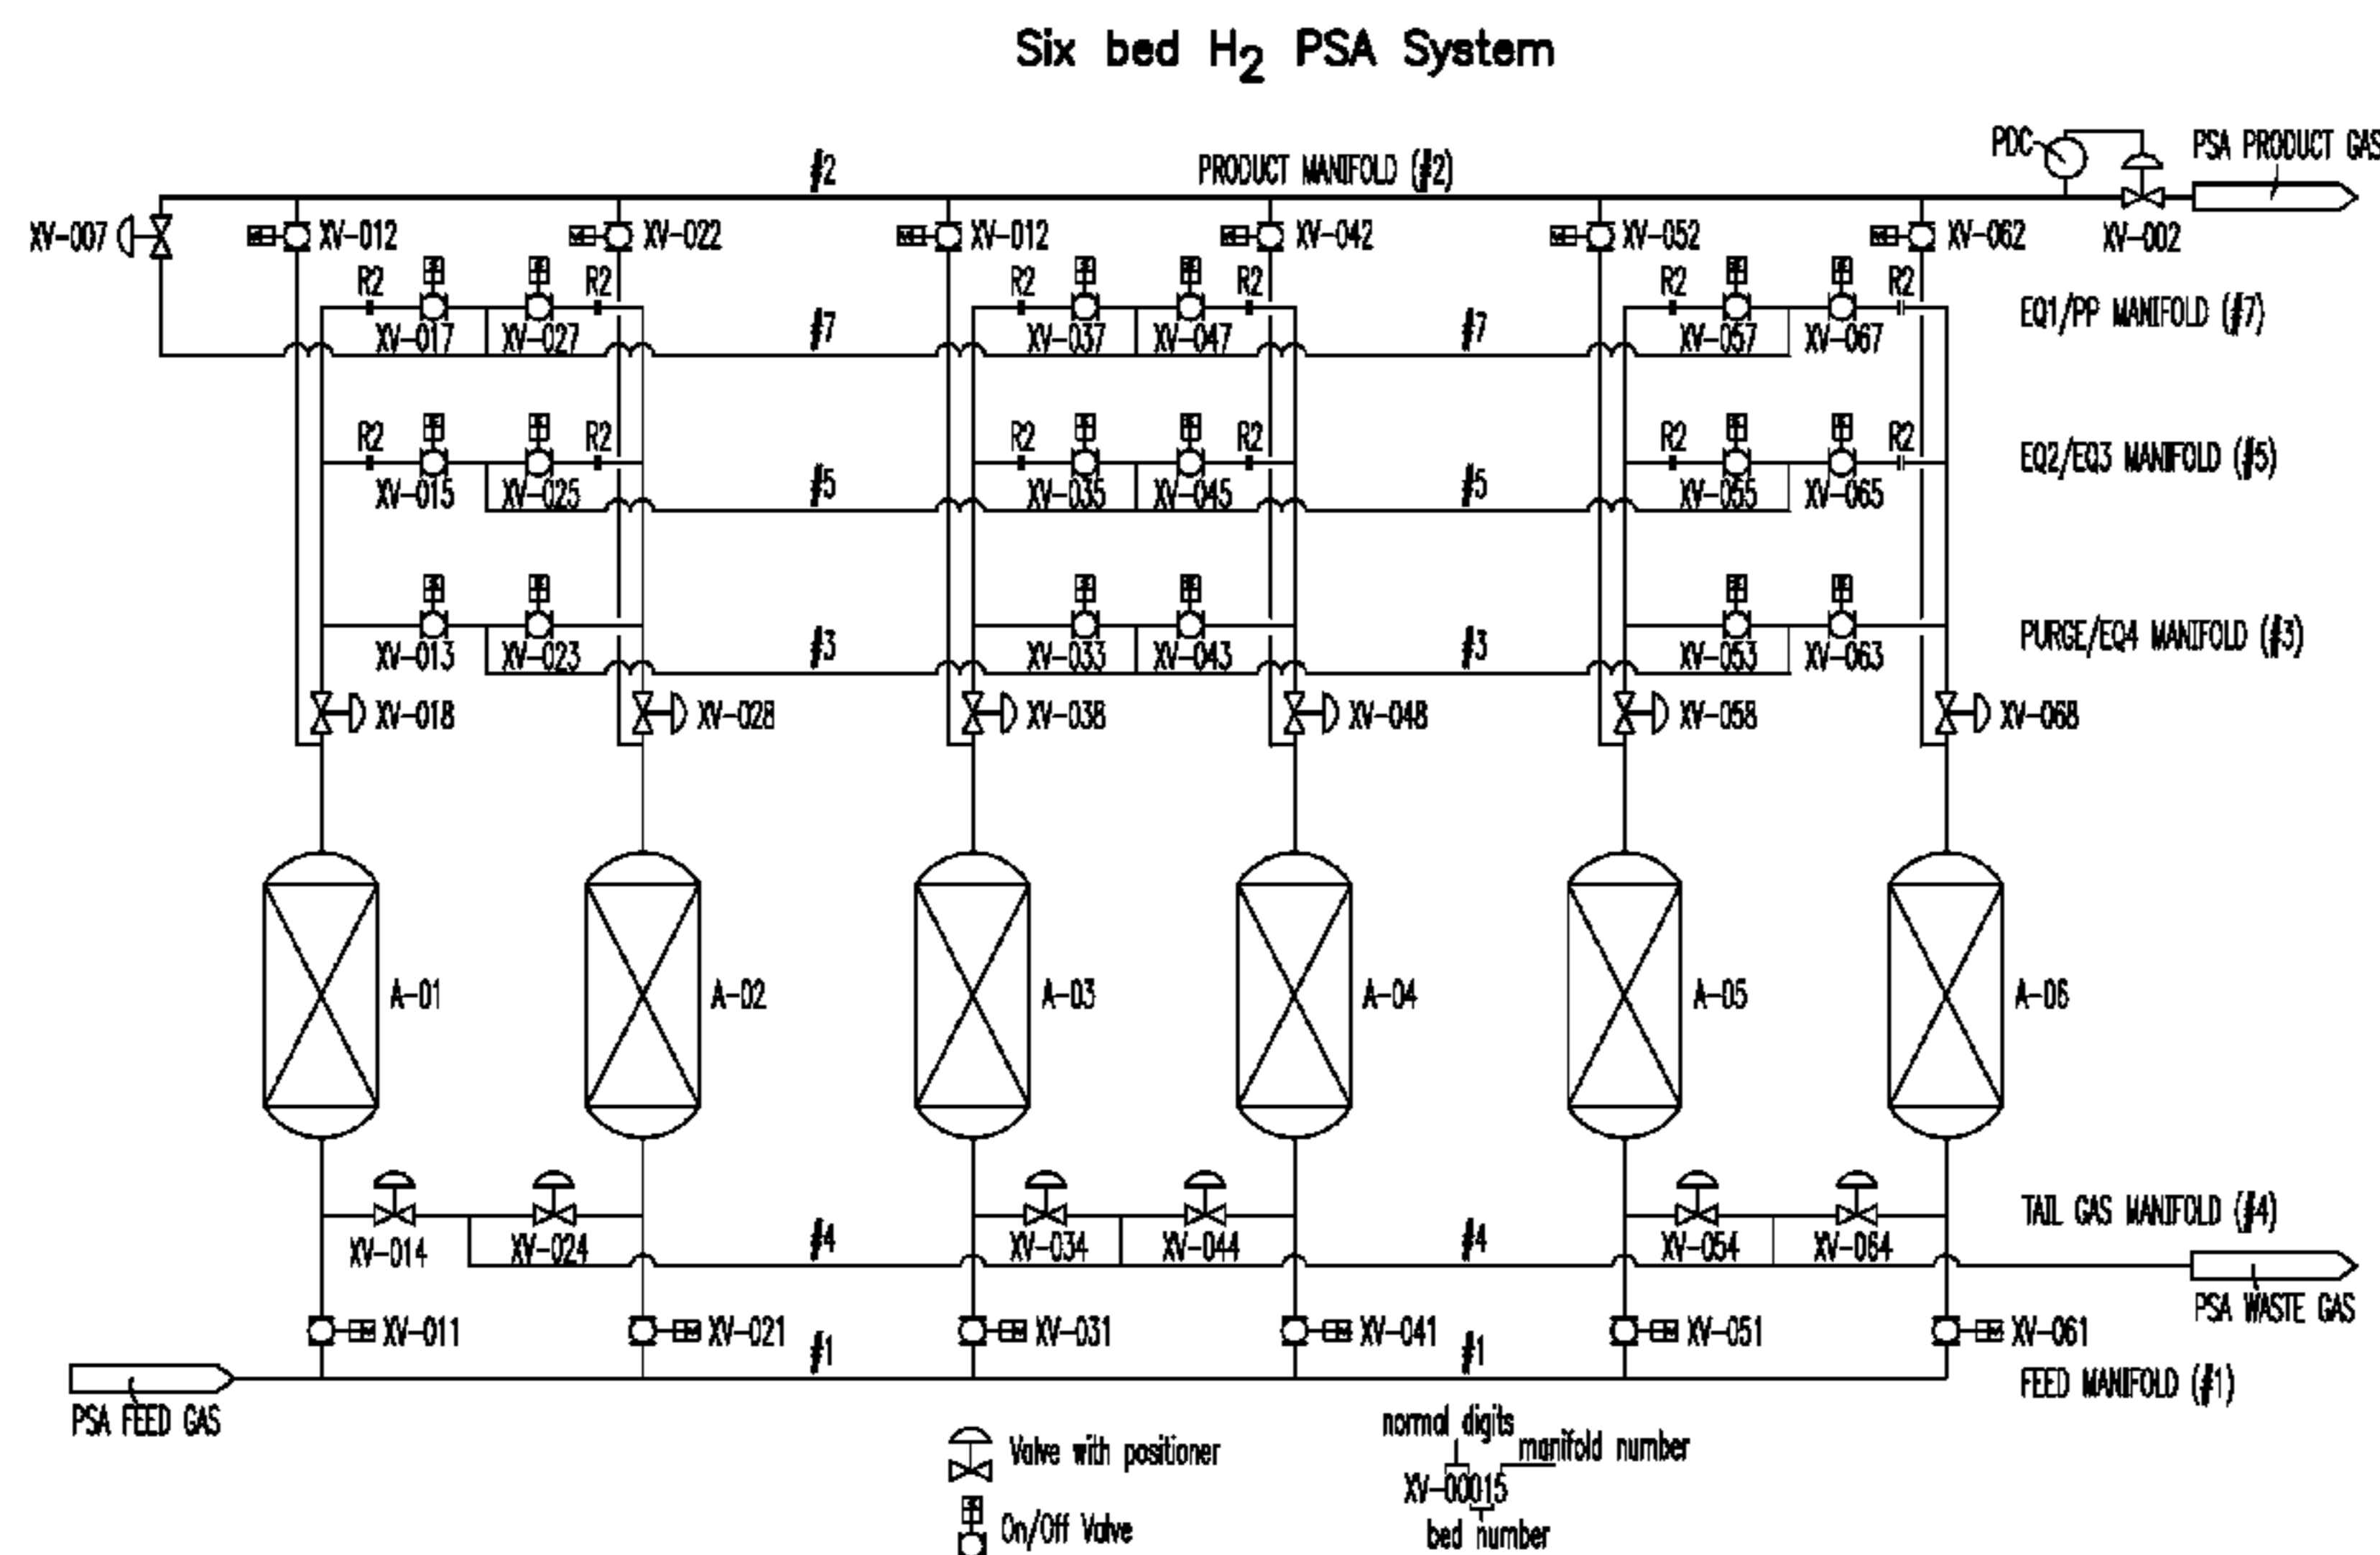 Six bed H2 PSA System
#2
PRODUCT MANIFOLD (#2)
PDC
PSA PRODUCT GAS
XV-007
XV-012
XV-022
XV-012
XV-042
XV-052
XV-062
XV-002
R2
R2
R2
R2
R2
R2
EQ1/PP MANIFOLD (#7)
XV-017
XV-027
#7
XV-037
XV-047
#7
XV-057
XV-067
R2
R2
R2
R2
R2
R2
EQ2/EQ3 MANIFOLD (#5)
XV-015
XV-025
#5
XV-035
XV-045
#5
XV-055
XV-065
PURGE/EQ4 MANIFOLD (#3)
XV-013
XV-023
#3
XV-033
XV-043
#3
XV-053
XV-063
XV-018
XV-028
XV-038
XV-048
XV-058
XV-068
A-01
A-02
A-03
A-04
A-05
A-06
TAIL GAS MANIFOLD (#4)
XV-014
XV-024
#4
XV-034
XV-044
#4
XV-054
XV-064
PSA WASTE GAS
XV-011
XV-021
#1
XV-031
XV-041
#1
XV-051
XV-061
FEED MANIFOLD (#1)
PSA FEED GAS
Valve with positioner
On/Off Valve
normal digits
manifold number
XV-00015
bed number